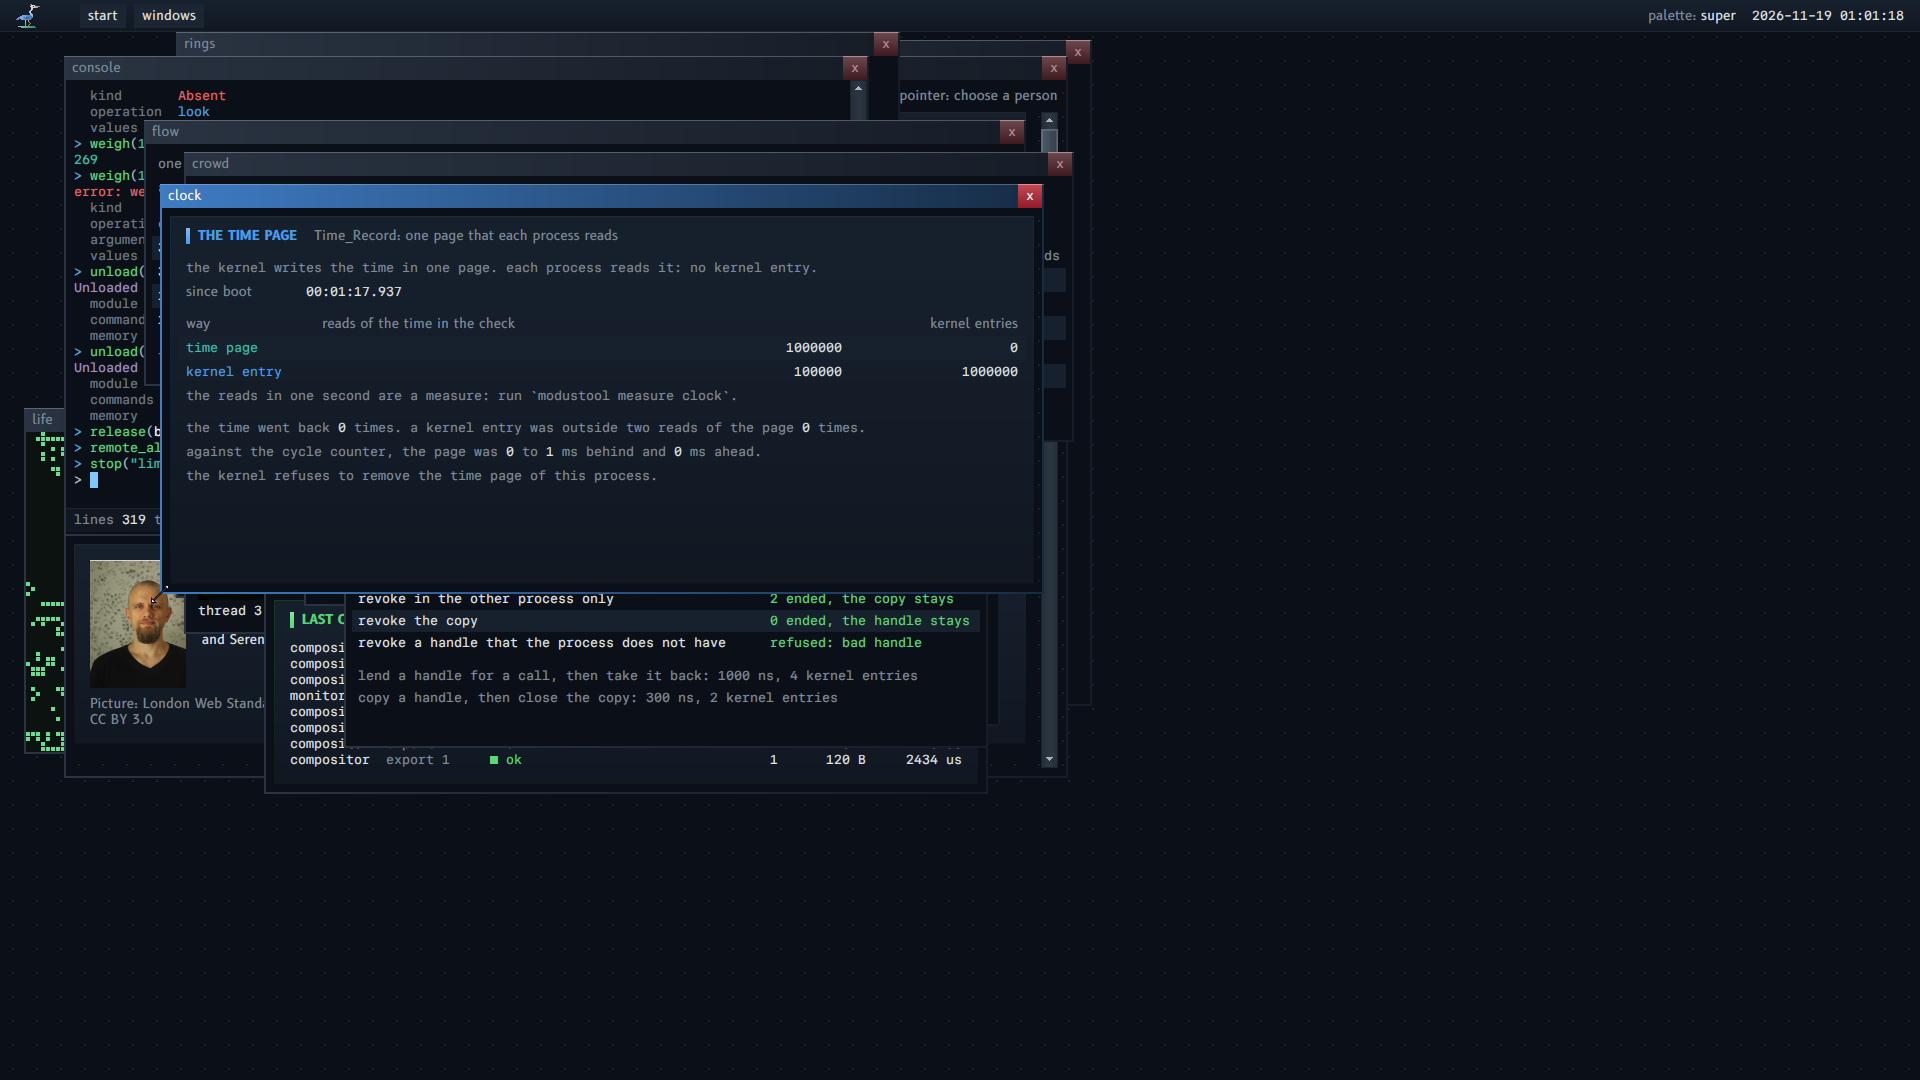 start windows palette: super 2026-11-19 01:01:18
rings x
x
console x
x
kind Absent
pointer: choose a person
operation look
values
flow x
> weigh(1
269
one crowd x
> weigh(1
error: we
clock x
kind
operati
THE TIME PAGE Time_Record: one page that each process reads
argumen
values
ds
> unload(
the kernel writes the time in one page. each process reads it: no kernel entry.
Unloaded
since boot 00:01:17.937
module
command
way reads of the time in the check kernel entries
memory
time page 1000000 0
> unload(
Unloaded
kernel entry 100000 1000000
module
the reads in one second are a measure: run `modustool measure clock`.
commands
memory
life
the time went back 0 times. a kernel entry was outside two reads of the page 0 times.
> release(b
> remote_al
against the cycle counter, the page was 0 to 1 ms behind and 0 ms ahead.
> stop("lim
the kernel refuses to remove the time page of this process.
>
lines 319 t
revoke in the other process only 2 ended, the copy stays
thread 3
LAST C
revoke the copy 0 ended, the handle stays
and Seren
revoke a handle that the process does not have refused: bad handle
composi
composi
lend a handle for a call, then take it back: 1000 ns, 4 kernel entries
composi
monitor
copy a handle, then close the copy: 300 ns, 2 kernel entries
Picture: London Web Standa
CC BY 3.0
composi
composi
composi
compositor export 1 ok 1 120 B 2434 us